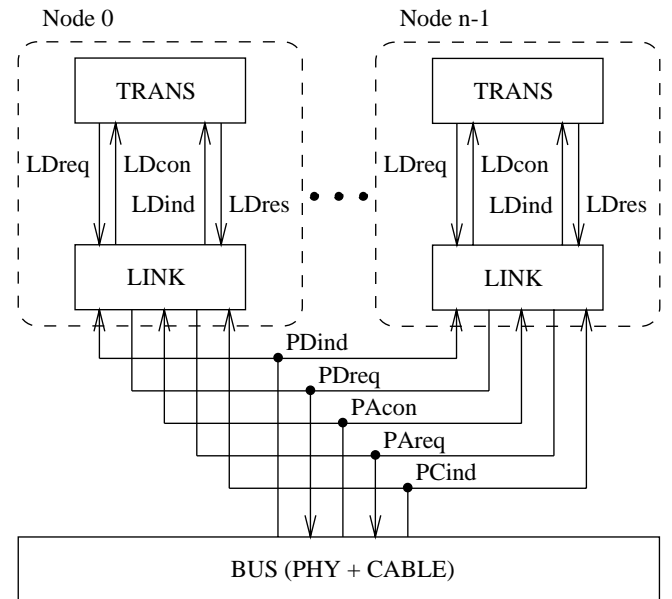 Node 0
Node n-1
TRANS
TRANS
LDreq
LDcon
LDind
LDres
LDreq
LDcon
LDind
LDres
LINK
LINK
PDind
PDreq
PAcon
PAreq
PCind
BUS (PHY + CABLE)